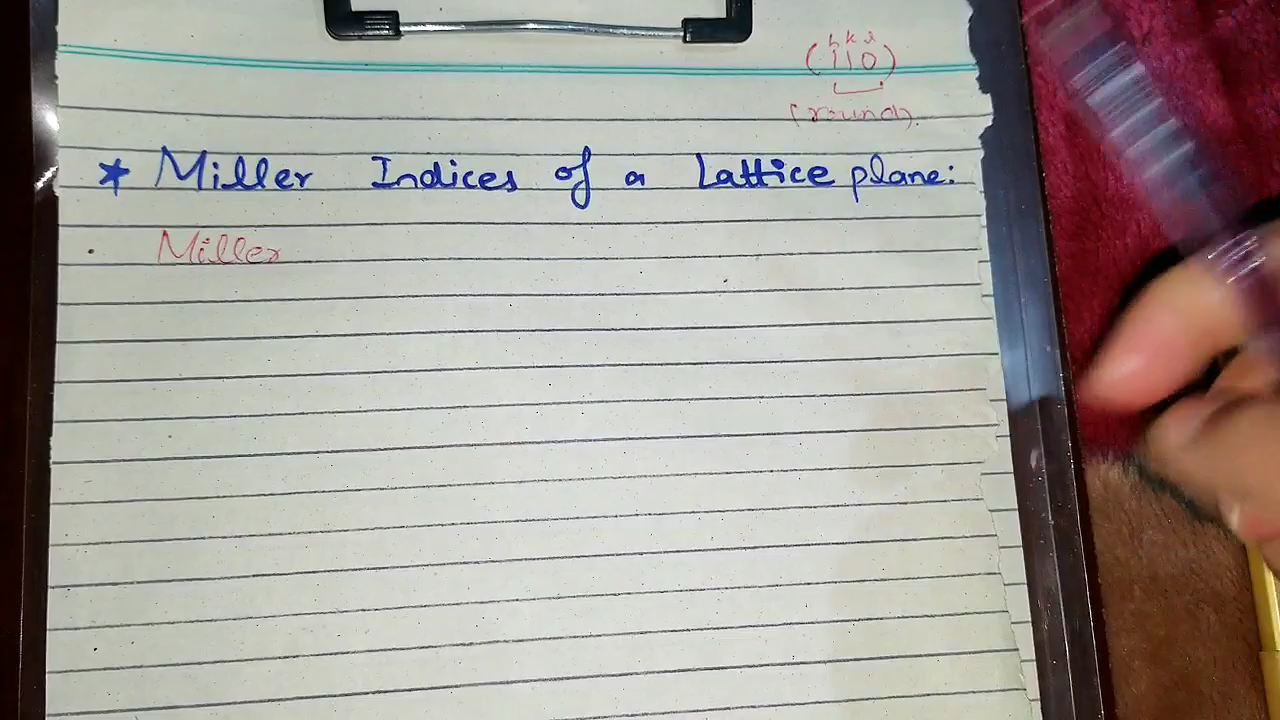 h k l
(110)
(round).
* Miller Indices of a Lattice plane:
. Miller